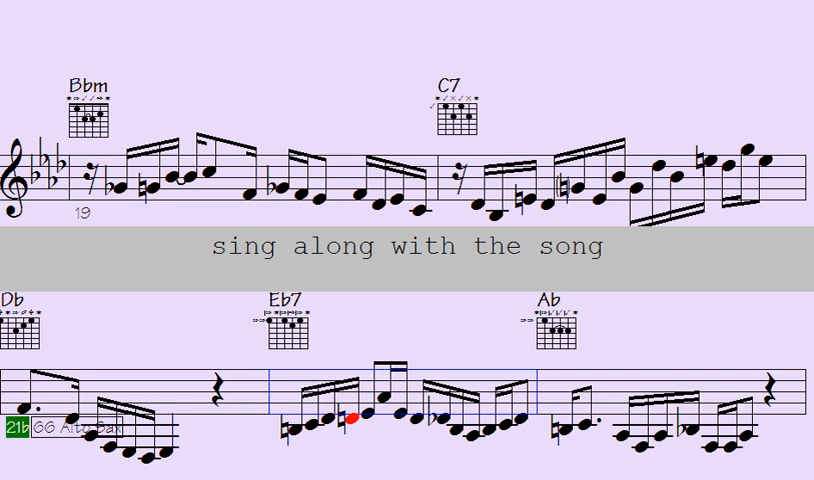 Bbm C7
19
sing along with the song
Db Eb7 Ab
21b 66 Alto Sax